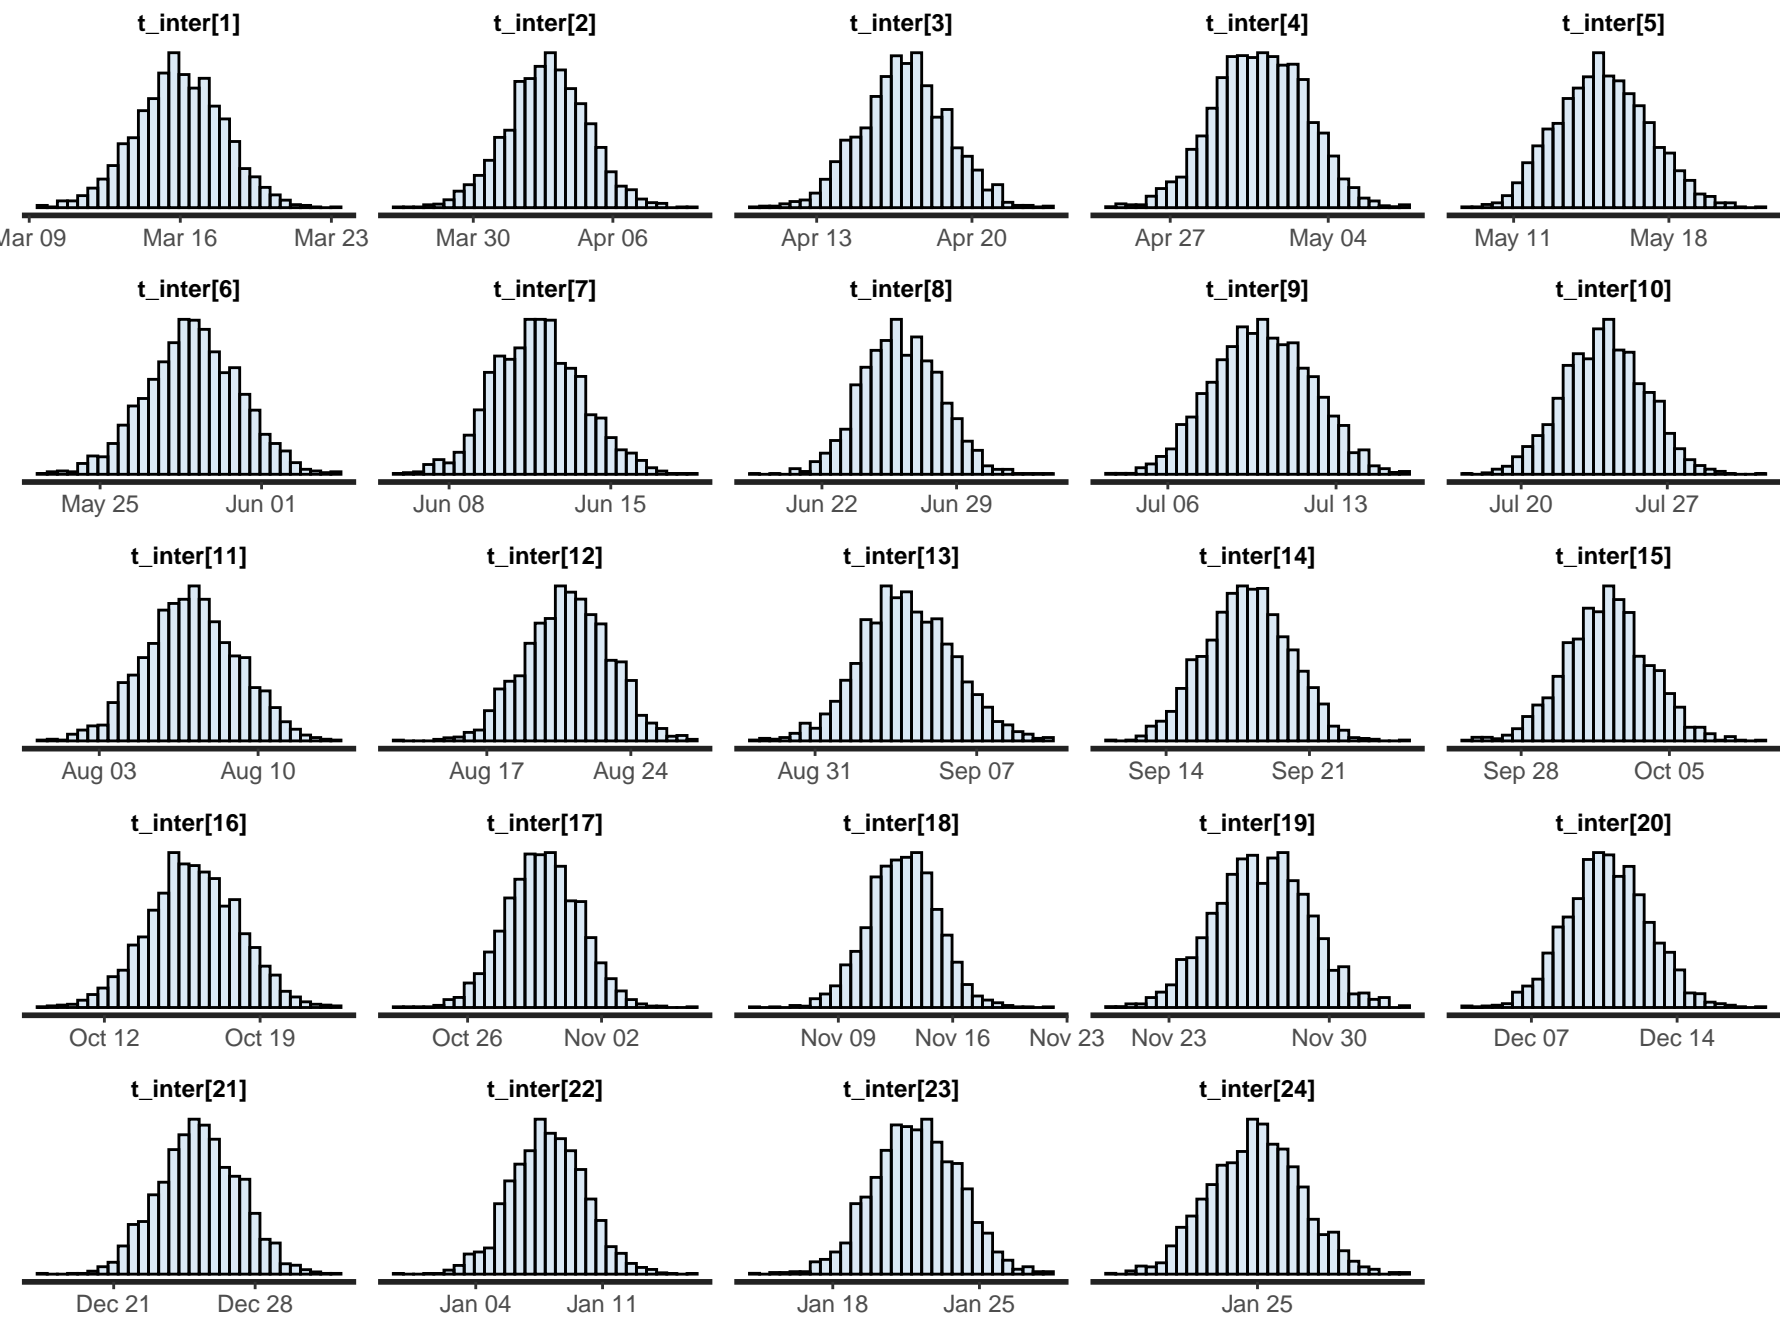 t_inter[1] t_inter[2] t_inter[3] t_inter[4] t_inter[5]
Mar 09 Mar 16 Mar 23 Mar 30 Apr 06 Apr 13 Apr 20 Apr 27 May 04 May 11 May 18
t_inter[6] t_inter[7] t_inter[8] t_inter[9] t_inter[10]
May 25 Jun 01 Jun 08 Jun 15 Jun 22 Jun 29 Jul 06 Jul 13 Jul 20 Jul 27
t_inter[11] t_inter[12] t_inter[13] t_inter[14] t_inter[15]
Aug 03 Aug 10 Aug 17 Aug 24 Aug 31 Sep 07 Sep 14 Sep 21 Sep 28 Oct 05
t_inter[16] t_inter[17] t_inter[18] t_inter[19] t_inter[20]
Oct 12 Oct 19 Oct 26 Nov 02 Nov 09 Nov 16 Nov 23 Nov 23 Nov 30 Dec 07 Dec 14
t_inter[21] t_inter[22] t_inter[23] t_inter[24]
Dec 21 Dec 28 Jan 04 Jan 11 Jan 18 Jan 25 Jan 25